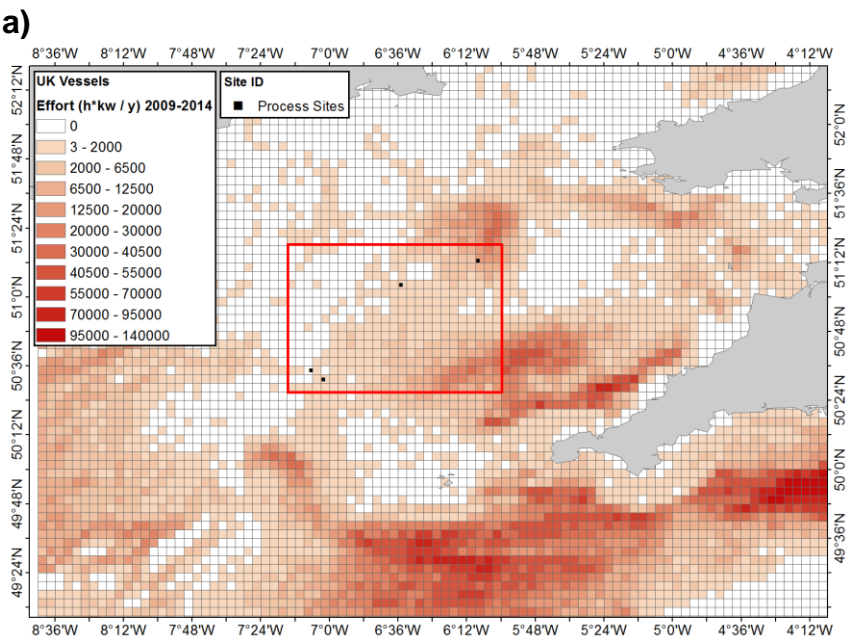 a)
8°36'W 8°12'W 7°48'W 7°24'W 7°0'W 6°36'W 6°12'W 5°48'W 5°24'W 5°0'W 4°36'W 4°12'W
UK Vessels
Effort (h*kw / y) 2009-2014
0
3 - 2000
2000 - 6500
6500 - 12500
12500 - 20000
20000 - 30000
30000 - 40500
40500 - 55000
55000 - 70000
70000 - 95000
95000 - 140000
Site ID
Process Sites
52°12'N
51°48'N
51°24'N
51°0'N
50°36'N
50°12'N
49°48'N
49°24'N
52°0'N
51°36'N
51°12'N
50°48'N
50°24'N
50°0'N
49°36'N
8°36'W 8°12'W 7°48'W 7°24'W 7°0'W 6°36'W 6°12'W 5°48'W 5°24'W 5°0'W 4°36'W 4°12'W